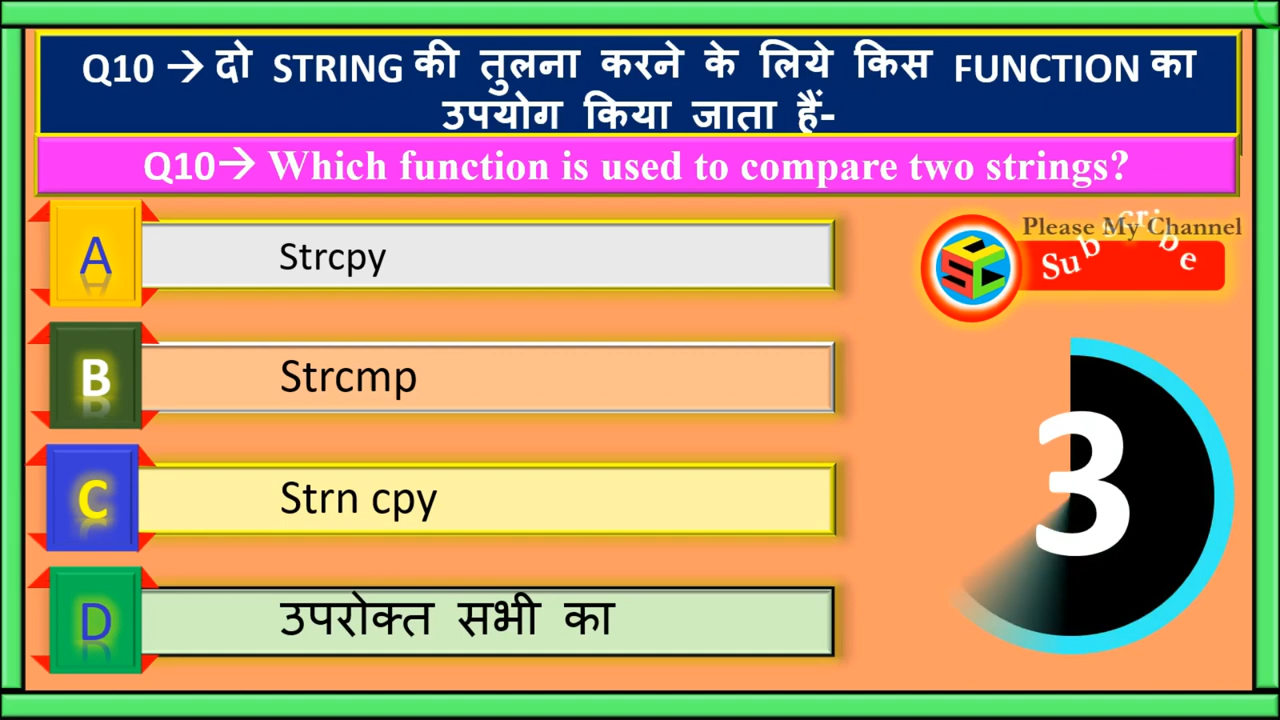 Q10 → दो STRING की तुलना करने के लिये किस FUNCTION का
उपयोग किया जाता हैं-
Q10→ Which function is used to compare two strings?
A
Strcpy
Please My Channel
Subscribe
B
Strcmp
C
Strn cpy
3
D
उपरोक्त सभी का